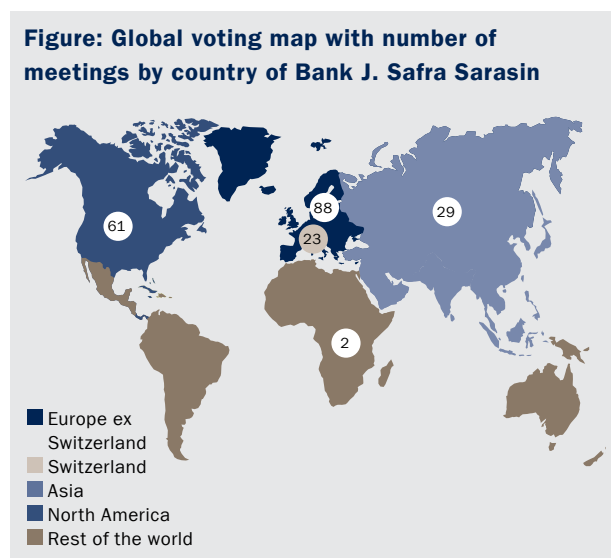 Figure: Global voting map with number of
meetings by country of Bank J. Safra Sarasin
61
88
29
23
2
Europe ex
Switzerland
Switzerland
Asia
North America
Rest of the world